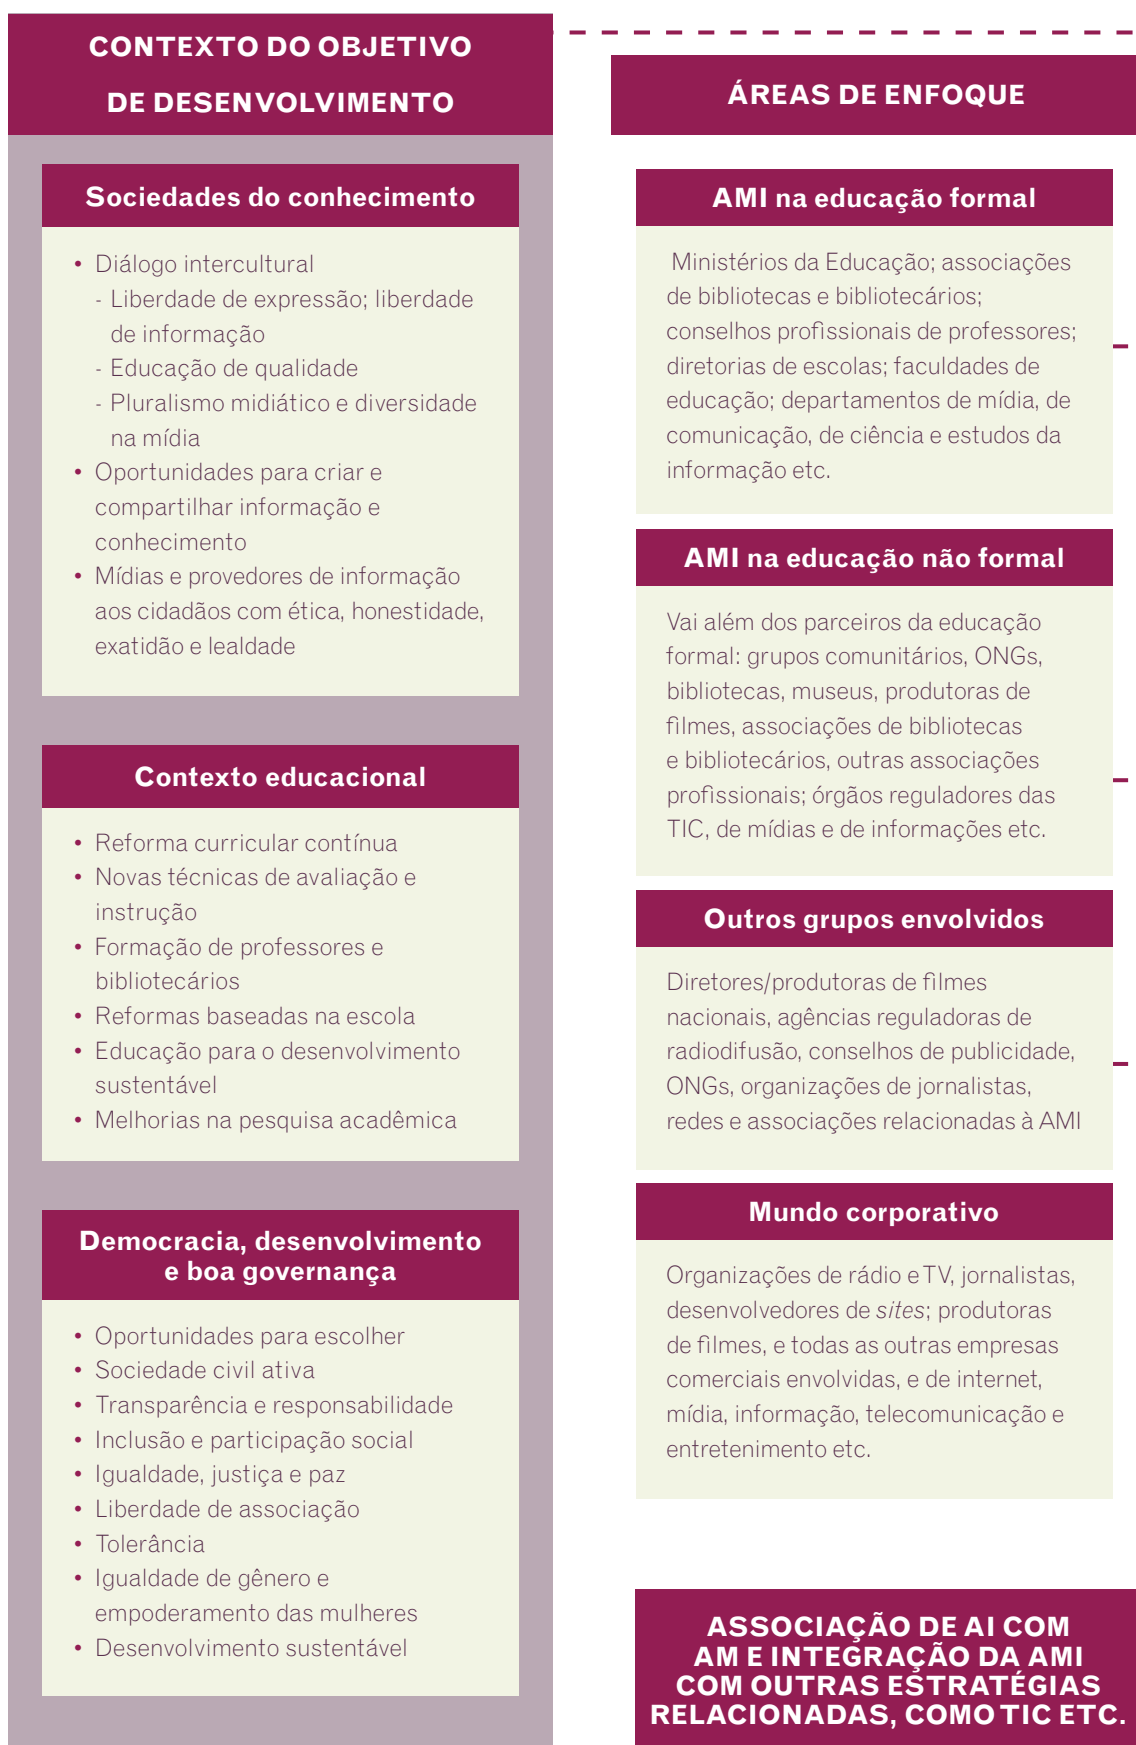 CONTEXTO DO OBJETIVO
DE DESENVOLVIMENTO
Sociedades do conhecimento
• Diálogo intercultural
- Liberdade de expressão; liberdade
de informação
- Educação de qualidade
- Pluralismo midiático e diversidade
na mídia
• Oportunidades para criar e
compartilhar informação e
conhecimento
• Mídias e provedores de informação
aos cidadãos com ética, honestidade,
exatidão e lealdade
Contexto educacional
• Reforma curricular contínua
• Novas técnicas de avaliação e
instrução
• Formação de professores e
bibliotecários
• Reformas baseadas na escola
• Educação para o desenvolvimento
sustentável
• Melhorias na pesquisa acadêmica
Democracia, desenvolvimento
e boa governança
• Oportunidades para escolher
• Sociedade civil ativa
• Transparência e responsabilidade
• Inclusão e participação social
• Igualdade, justiça e paz
• Liberdade de associação
• Tolerância
• Igualdade de gênero e
empoderamento das mulheres
• Desenvolvimento sustentável
ÁREAS DE ENFOQUE
AMI na educação formal
Ministérios da Educação; associações
de bibliotecas e bibliotecários;
conselhos profissionais de professores;
diretorias de escolas; faculdades de
educação; departamentos de mídia, de
comunicação, de ciência e estudos da
informação etc.
AMI na educação não formal
Vai além dos parceiros da educação
formal: grupos comunitários, ONGs,
bibliotecas, museus, produtoras de
filmes, associações de bibliotecas
e bibliotecários, outras associações
profissionais; órgãos reguladores das
TIC, de mídias e de informações etc.
Outros grupos envolvidos
Diretores/produtoras de filmes
nacionais, agências reguladoras de
radiodifusão, conselhos de publicidade,
ONGs, organizações de jornalistas,
redes e associações relacionadas à AMI
Mundo corporativo
Organizações de rádio e TV, jornalistas,
desenvolvedores de sites; produtoras
de filmes, e todas as outras empresas
comerciais envolvidas, e de internet,
mídia, informação, telecomunicação e
entretenimento etc.
ASSOCIAÇÃO DE AI COM
AM E INTEGRAÇÃO DA AMI
COM OUTRAS ESTRATÉGIAS
RELACIONADAS, COMO TIC ETC.